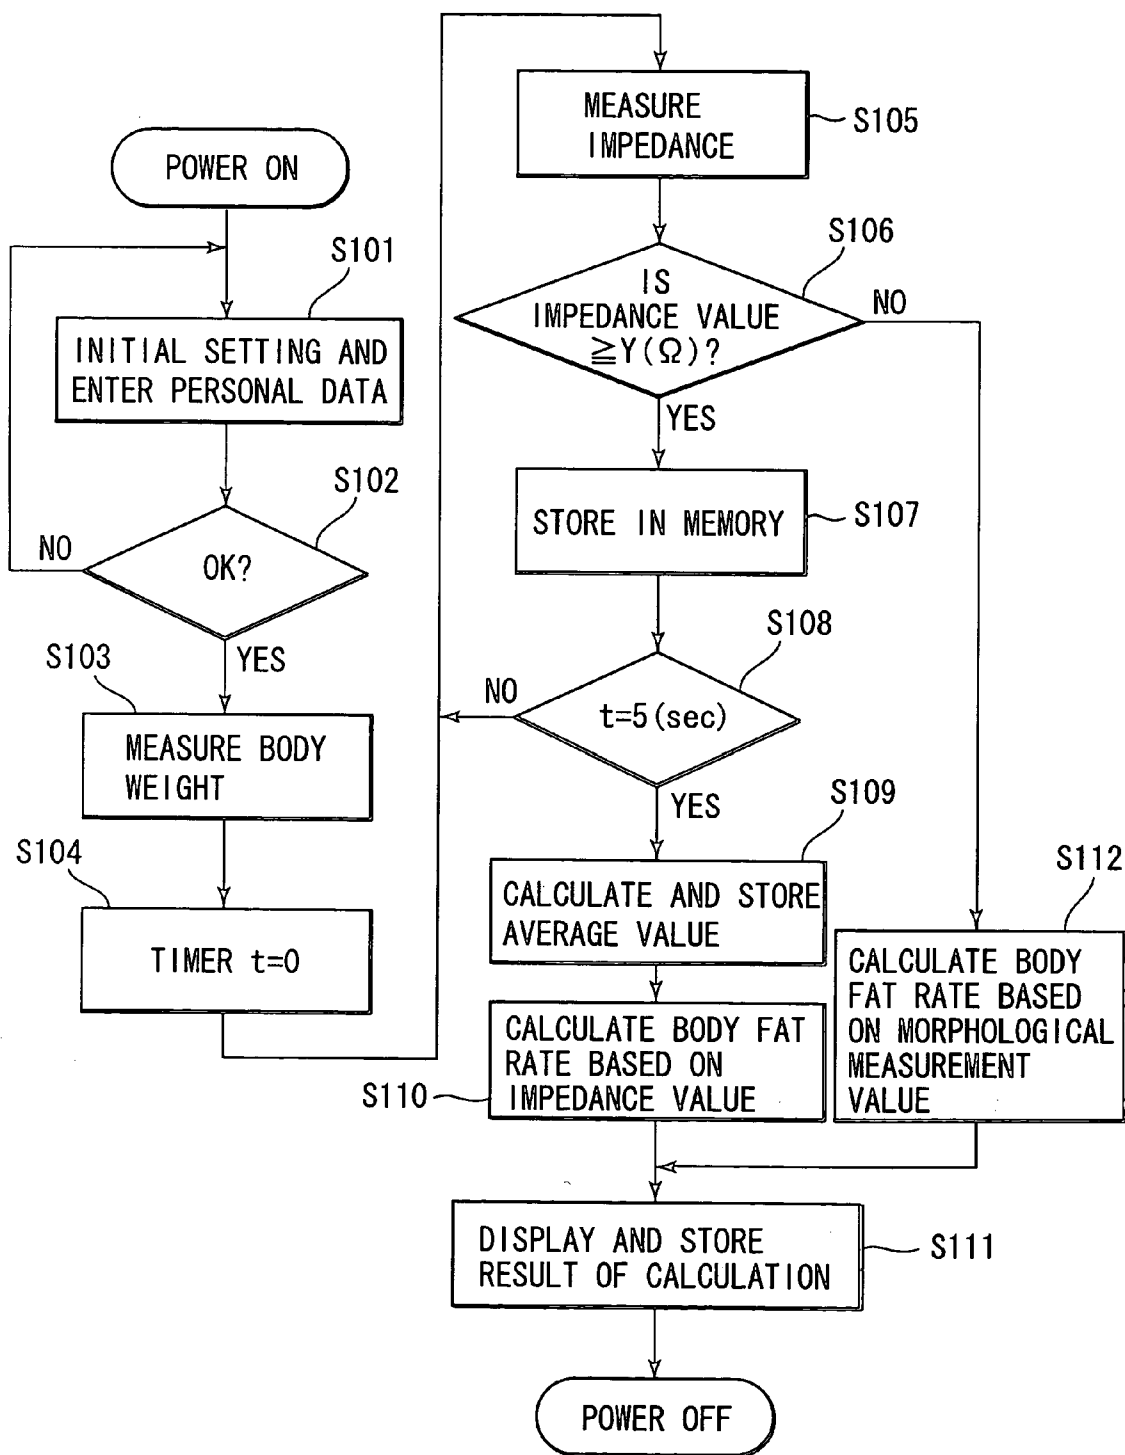 POWER ON
S101
INITIAL SETTING AND
ENTER PERSONAL DATA
S102
OK?
NO
YES
S103
MEASURE BODY
WEIGHT
S104
TIMER t=0
MEASURE
IMPEDANCE
S105
S106
IS
IMPEDANCE VALUE
≧Y(Ω)?
NO
YES
STORE IN MEMORY
S107
S108
t=5(sec)
NO
YES
S109
CALCULATE AND STORE
AVERAGE VALUE
CALCULATE BODY FAT
RATE BASED ON
IMPEDANCE VALUE
S110
S112
CALCULATE BODY
FAT RATE BASED
ON MORPHOLOGICAL
MEASUREMENT
VALUE
DISPLAY AND STORE
RESULT OF CALCULATION
S111
POWER OFF